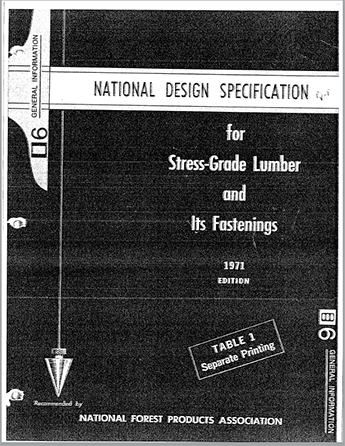 GENERAL INFORMATION
6
NATIONAL DESIGN SPECIFICATION
for
Stress-Grade Lumber
and
Its Fastenings
1971
EDITION
TABLE 1
Separate Printing
6
GENERAL INFORMATION
Recommended by
NATIONAL FOREST PRODUCTS ASSOCIATION